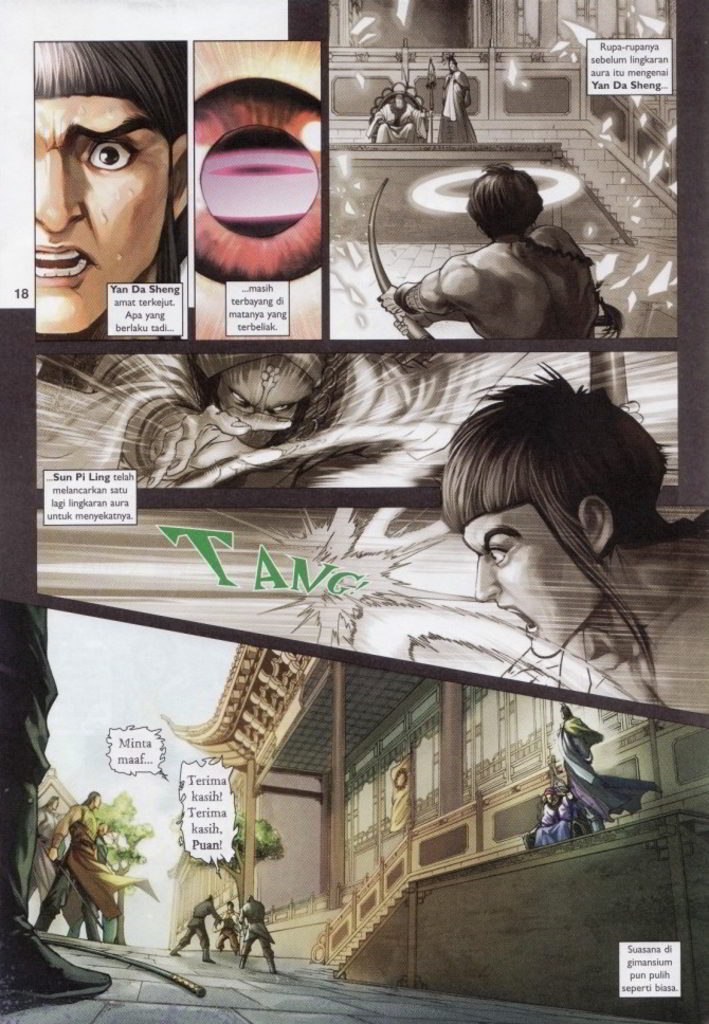 Yan Da Sheng
amat terkejut.
Apa yang
berlaku tadi...
...masih
terbayang di
matanya yang
terbeliak.
Rupa-rupanya
sebelum lingkaran
aura itu mengenai
Yan Da Sheng...
18
...Sun Pi Ling telah
melancarkan satu
lagi lingkaran aura
untuk menyekatnya.
TANG!
Minta
maaf...
Terima
kasih!
Terima
kasih,
Puan!
Suasana di
gimansium
pun pulih
seperti biasa.